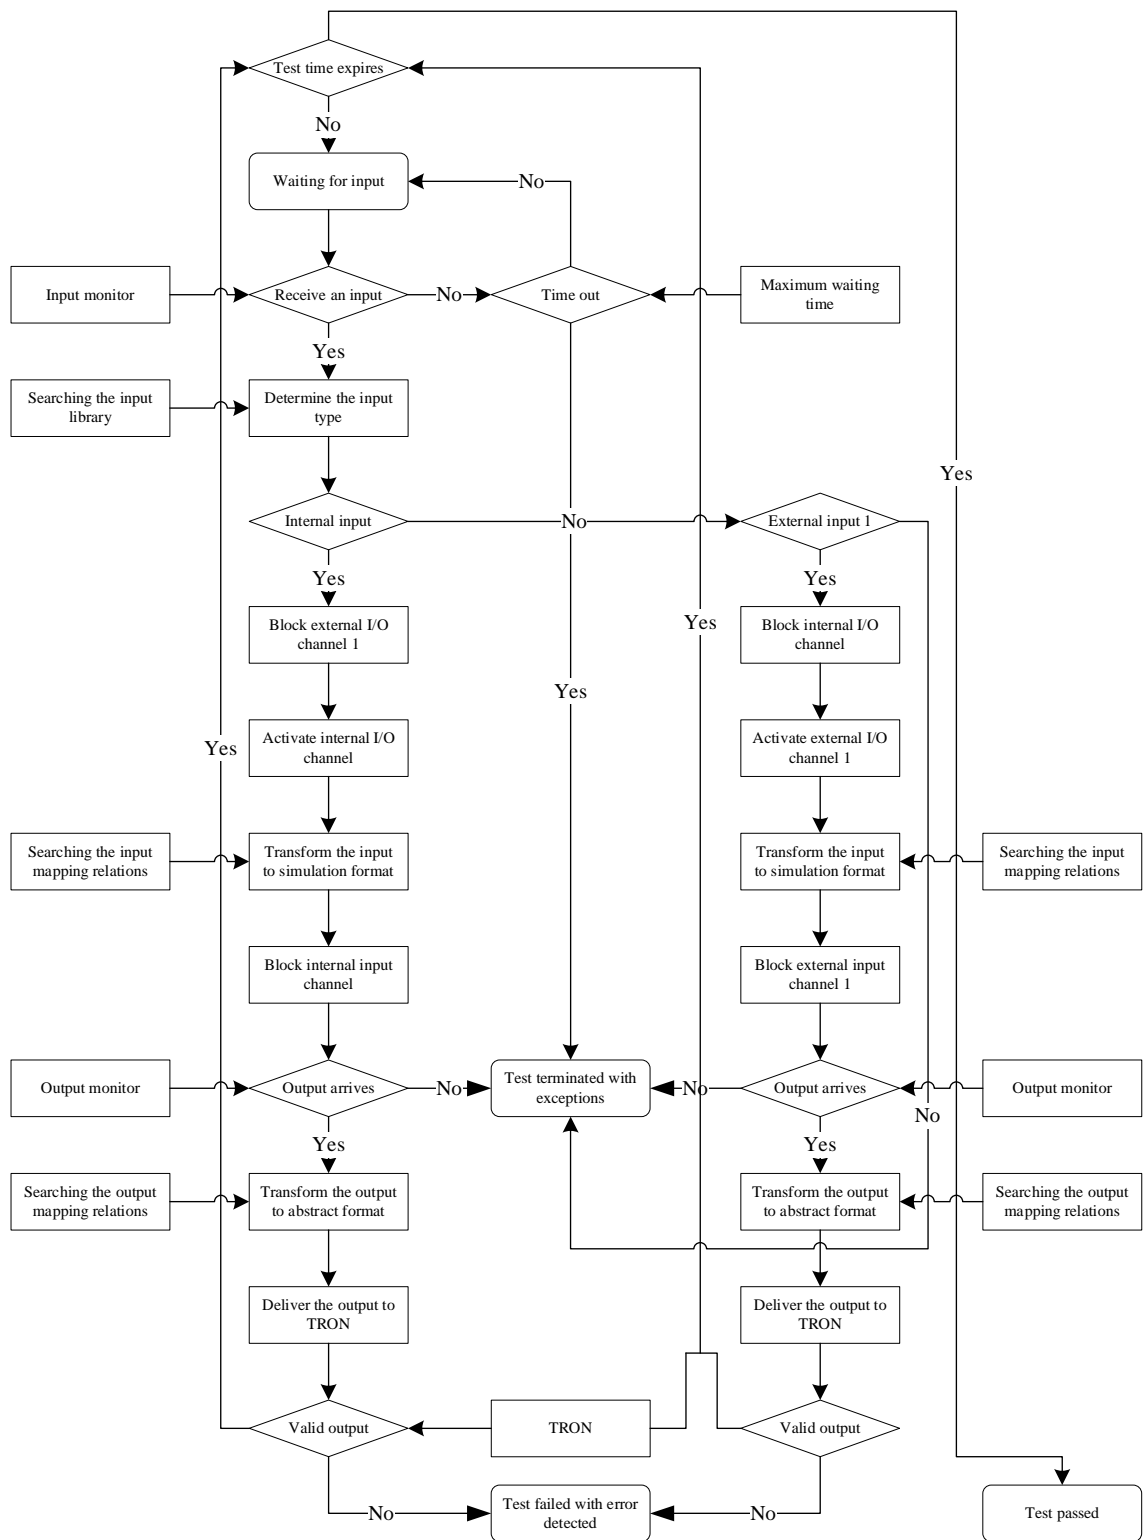 Test time expires
No
Waiting for input
No
Input monitor
Receive an input
No
Time out
Maximum waiting
time
Yes
Searching the input
library
Determine the input
type
Yes
Internal input
No
External input 1
Yes
Yes
Block external I/O
channel 1
Yes
Block internal I/O
channel
Yes
Activate internal I/O
channel
Yes
Activate external I/O
channel 1
Searching the input
mapping relations
Transform the input
to simulation format
Transform the input
to simulation format
Searching the input
mapping relations
Block internal input
channel
Block external input
channel 1
Output monitor
Output arrives
No
Test terminated with
exceptions
No
Output arrives
Output monitor
No
Yes
Yes
Searching the output
mapping relations
Transform the output
to abstract format
Transform the output
to abstract format
Searching the output
mapping relations
Deliver the output to
TRON
Deliver the output to
TRON
Valid output
TRON
Valid output
No
Test failed with error
detected
No
Test passed